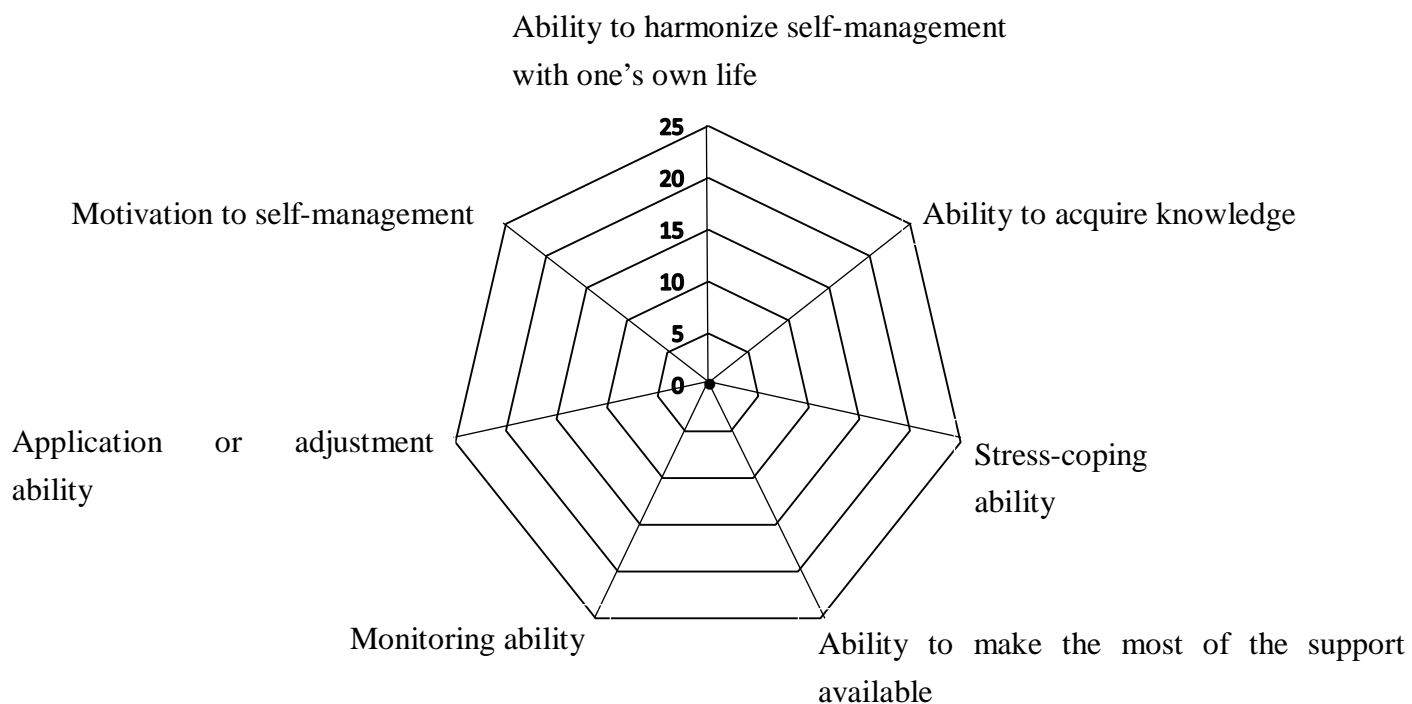 Ability to harmonize self-management
with one's own life
25
20
15
10
5
0
Motivation to self-management
Ability to acquire knowledge
Application or adjustment
ability
Stress-coping
ability
Monitoring ability
Ability to make the most of the support
available